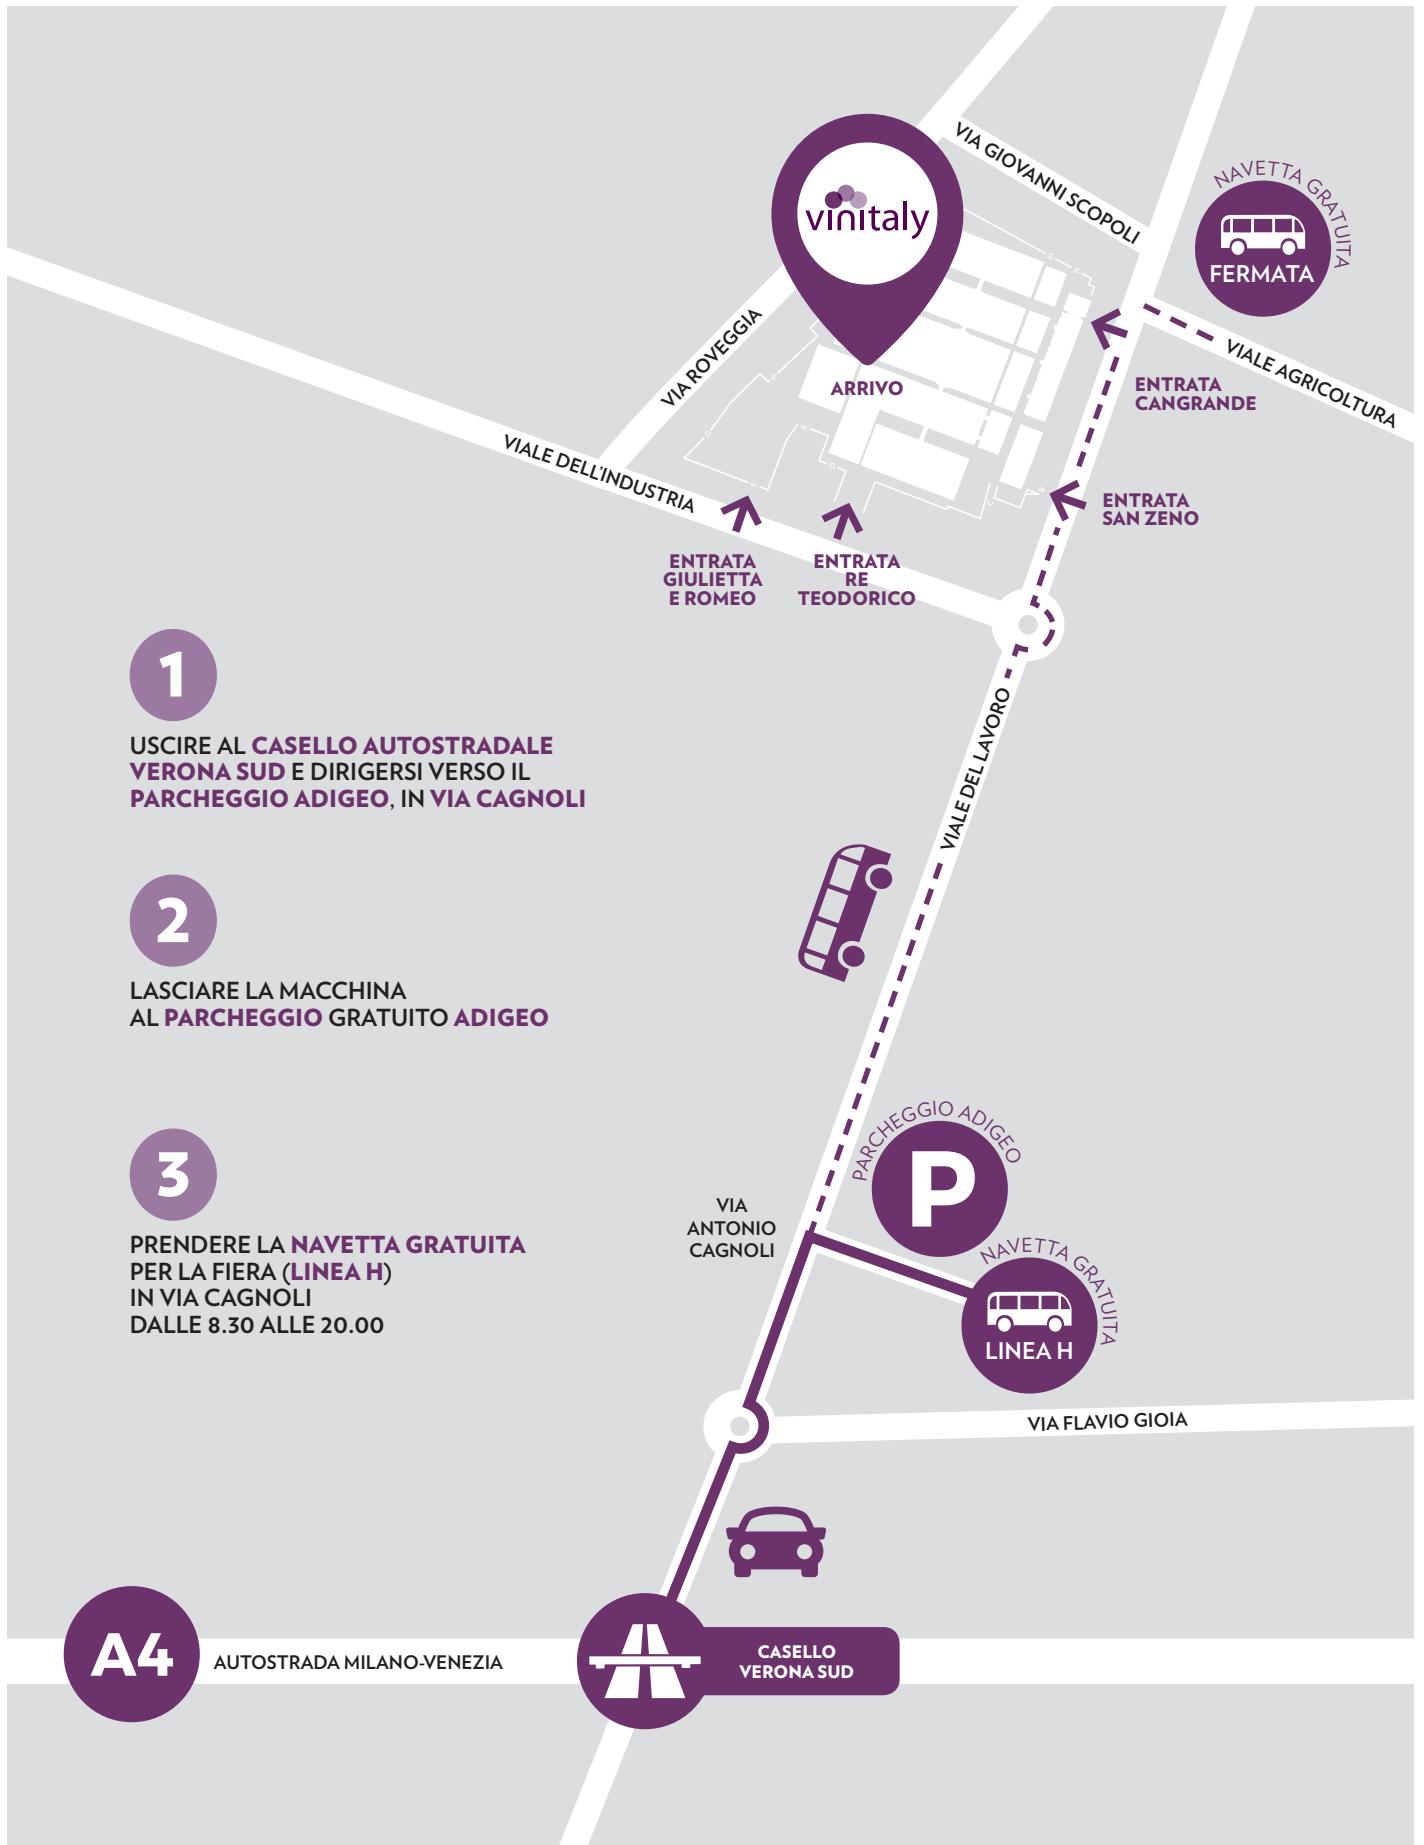 VIA GIOVANNI SCOPOLI
vinitaly
NAVETTA GRATUITA
FERMATA
VIA ROVEGGIA
ARRIVO
VIALE AGRICOLTURA
ENTRATA
CANGRANDE
VIALE DELL'INDUSTRIA
ENTRATA
SAN ZENO
ENTRATA
GIULIETTA
E ROMEO
ENTRATA
RE
TEODORICO
1
USCIRE AL CASELLO AUTOSTRADALE
VERONA SUD E DIRIGERSI VERSO IL
PARCHEGGIO ADIGEO, IN VIA CAGNOLI
VIALE DEL LAVORO
2
LASCIARE LA MACCHINA
AL PARCHEGGIO GRATUITO ADIGEO
3
PRENDERE LA NAVETTA GRATUITA
PER LA FIERA (LINEA H)
IN VIA CAGNOLI
DALLE 8.30 ALLE 20.00
PARCHEGGIO ADIGEO
P
VIA
ANTONIO
CAGNOLI
NAVETTA GRATUITA
LINEA H
VIA FLAVIO GIOIA
A4
AUTOSTRADA MILANO-VENEZIA
CASELLO
VERONA SUD